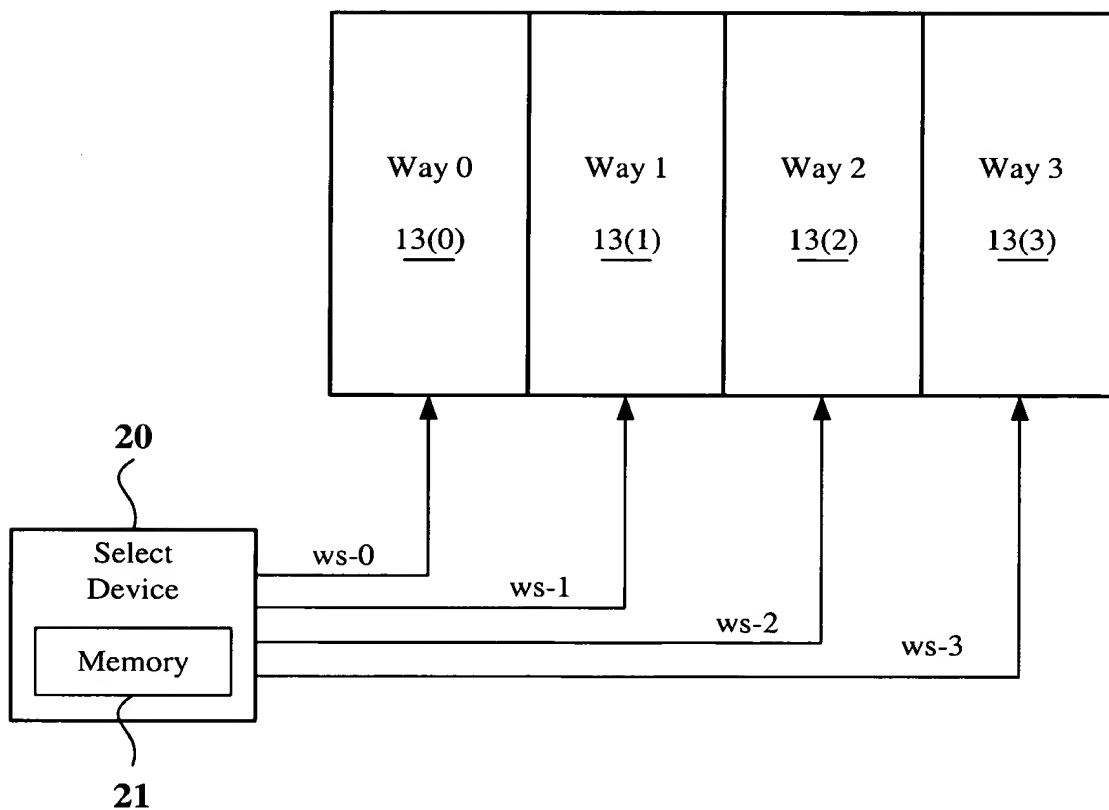 Way 0
Way 1
Way 2
Way 3
13(0)
13(1)
13(2)
13(3)
20
Select
Device
Memory
21
ws-0
ws-1
ws-2
ws-3